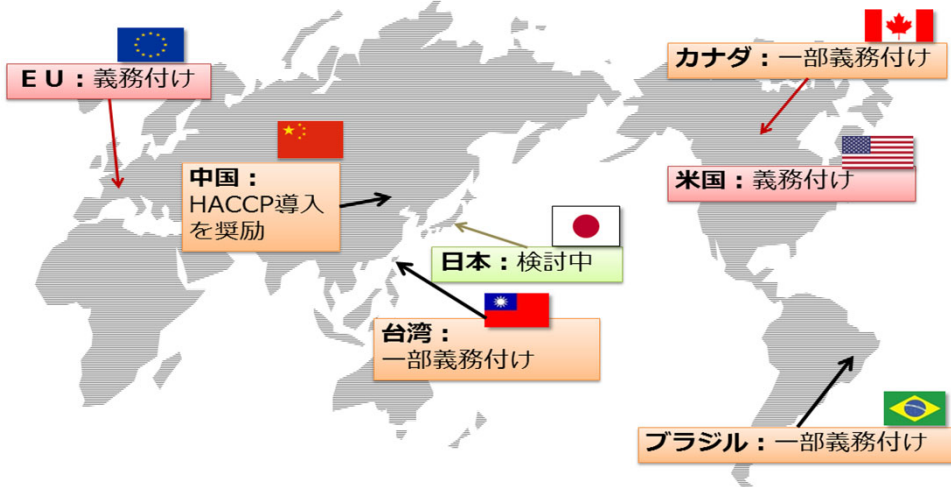 ＥＵ：義務付け
カナダ：一部義務付け
中国：
HACCP導入
を奨励
米国：義務付け
日本：検討中
台湾：
一部義務付け
ブラジル：一部義務付け